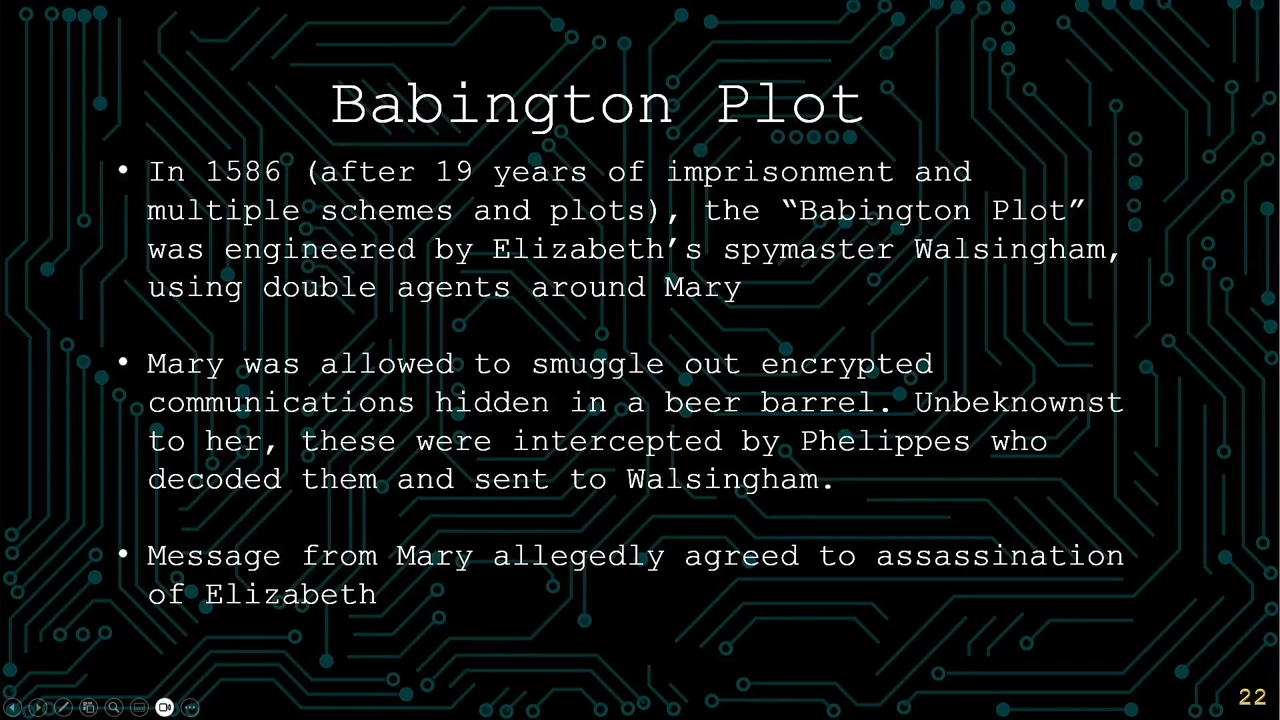 Babington Plot
• In 1586 (after 19 years of imprisonment and
multiple schemes and plots), the “Babington Plot”
was engineered by Elizabeth’s spymaster Walsingham,
using double agents around Mary
• Mary was allowed to smuggle out encrypted
communications hidden in a beer barrel. Unbeknownst
to her, these were intercepted by Phelippes who
decoded them and sent to Walsingham.
• Message from Mary allegedly agreed to assassination
of Elizabeth
22